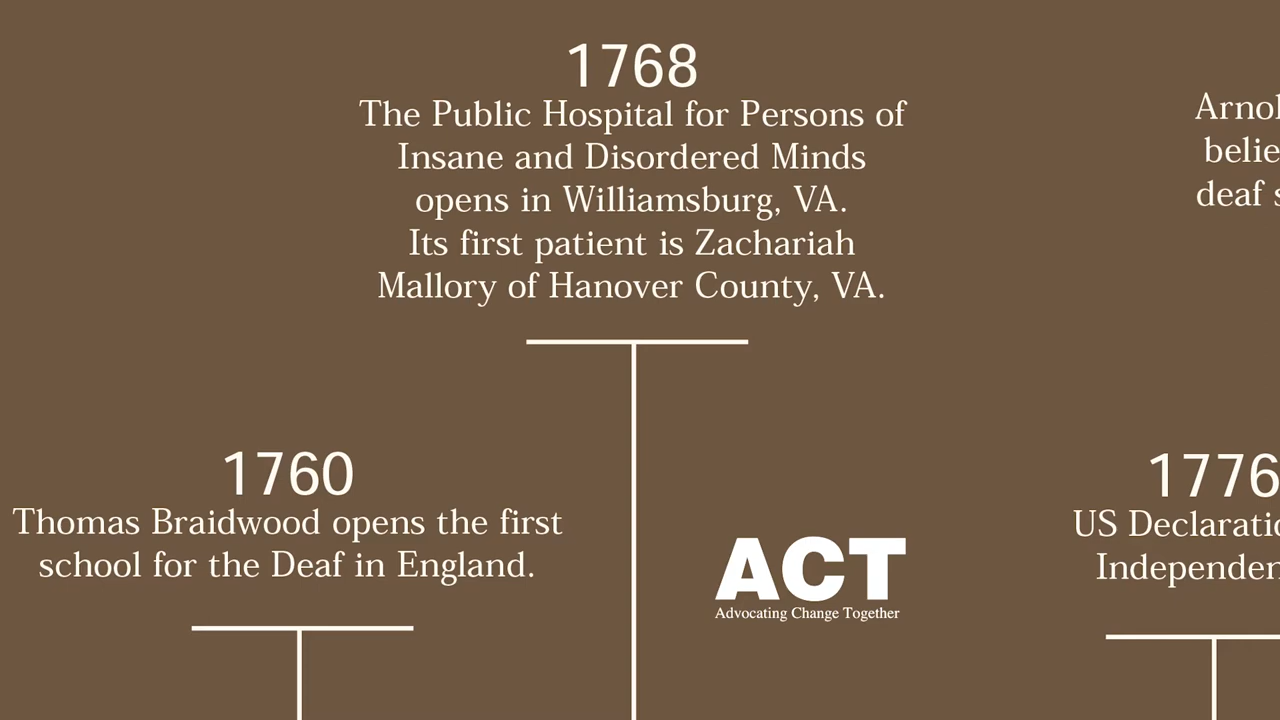 1768
The Public Hospital for Persons of
Insane and Disordered Minds
opens in Williamsburg, VA.
Its first patient is Zachariah
Mallory of Hanover County, VA.
1760
Thomas Braidwood opens the first
school for the Deaf in England.
ACT
Advocating Change Together
1776
US
deaf